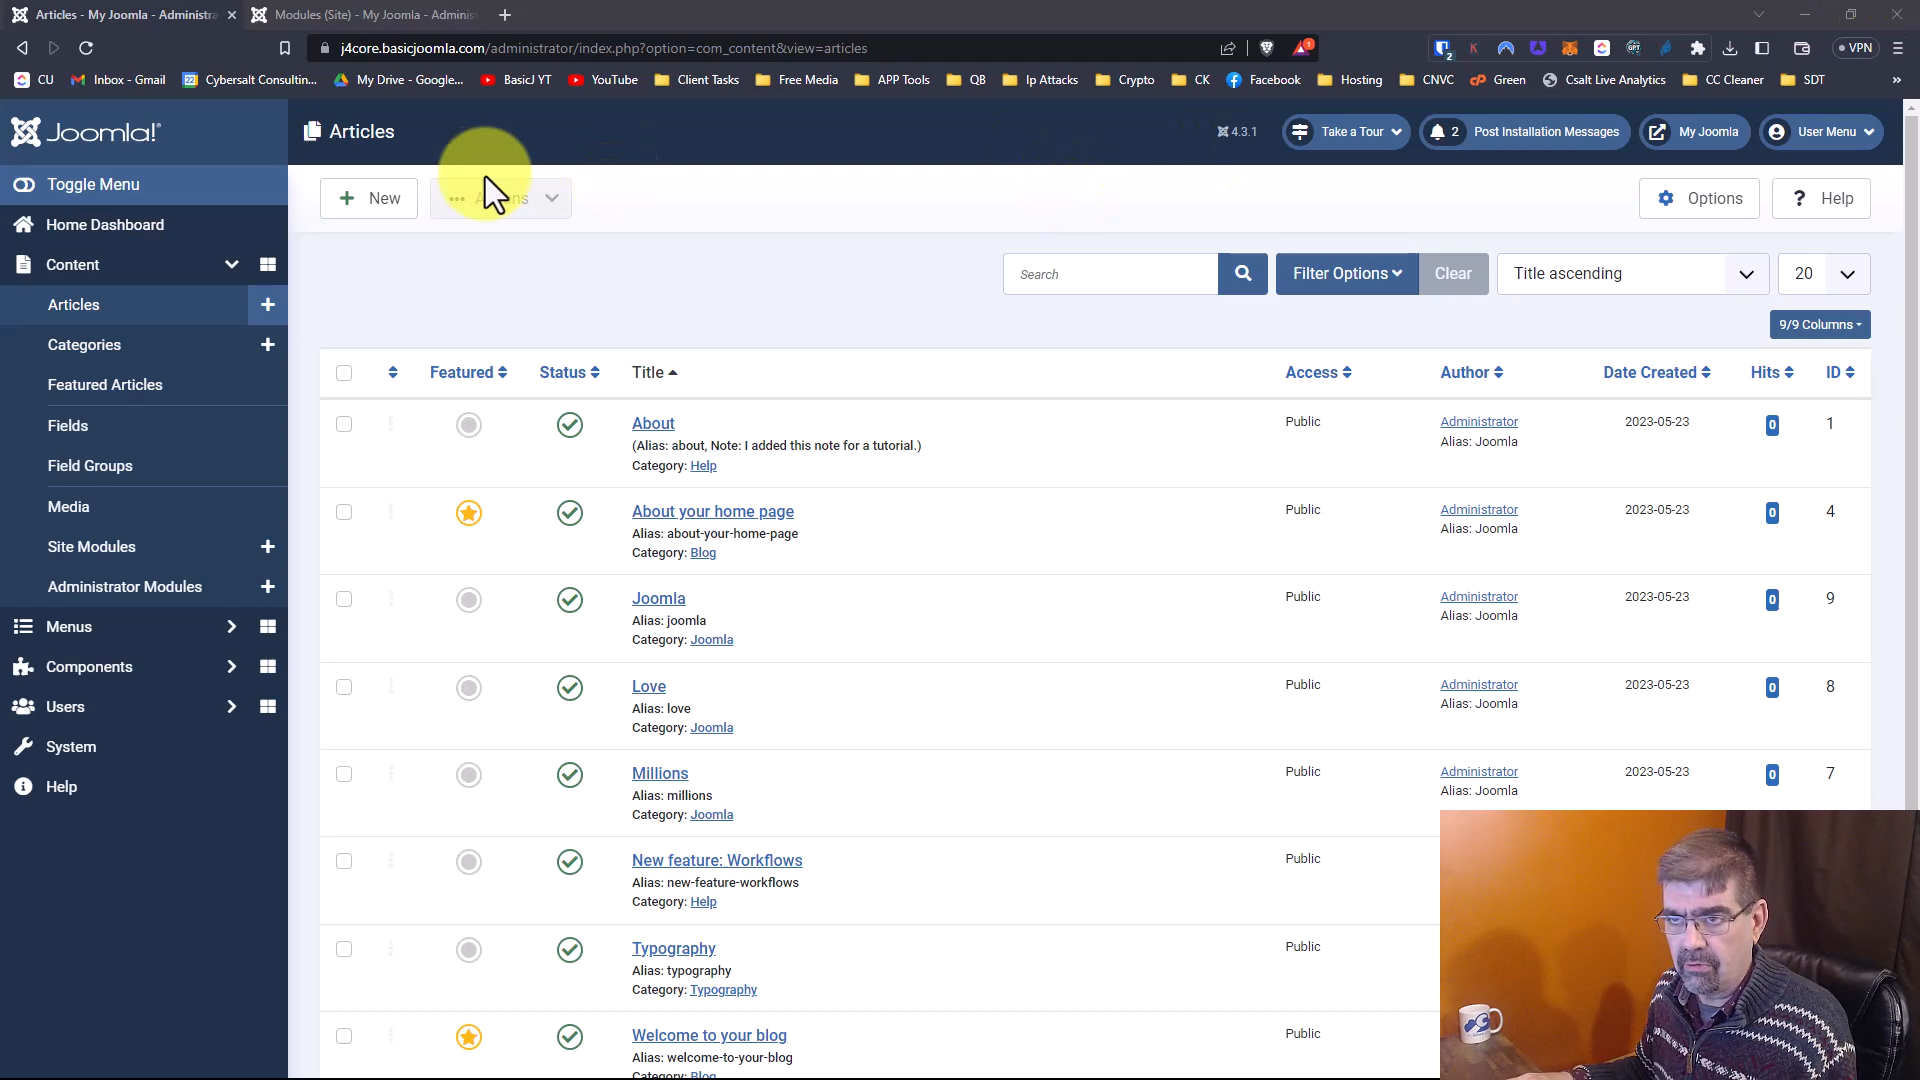 Articles - My Joomla - Administra
Modules (Site) - My Joomla - Adminis
j4core.basicjoomla.com/administrator/index.php?option=com_content&view=articles
1
2
K
GPT
VPN
CU
Inbox - Gmail
22
Cybersalt Consultin...
My Drive - Google...
BasicJ YT
YouTube
Client Tasks
Free Media
APP Tools
QB
Ip Attacks
Crypto
CK
Facebook
Hosting
CNVC
Green
Csalt Live Analytics
CC Cleaner
SDT
»
Joomla!
Articles
4.3.1
Take a Tour
2
Post Installation Messages
My Joomla
User Menu
Toggle Menu
Home Dashboard
Content
Articles
Categories
Featured Articles
Fields
Field Groups
Media
Site Modules
Administrator Modules
Menus
Components
Users
System
Help
New
Options
Help
Search
Filter Options
Clear
Title ascending
20
9/9 Columns
Featured Status Title Access Author Date Created Hits ID
About Public Administrator 2023-05-23 0 1
(Alias: about, Note: I added this note for a tutorial.) Alias: Joomla
Category: Help
About your home page Public Administrator 2023-05-23 0 4
Alias: about-your-home-page Alias: Joomla
Category: Blog
Joomla Public Administrator 2023-05-23 0 9
Alias: joomla Alias: Joomla
Category: Joomla
Love Public Administrator 2023-05-23 0 8
Alias: love Alias: Joomla
Category: Joomla
Millions Public Administrator 2023-05-23 0 7
Alias: millions Alias: Joomla
Category: Joomla
New feature: Workflows Public
Alias: new-feature-workflows
Category: Help
Typography Public
Alias: typography
Category: Typography
Welcome to your blog Public
Alias: welcome-to-your-blog
Category: Blog